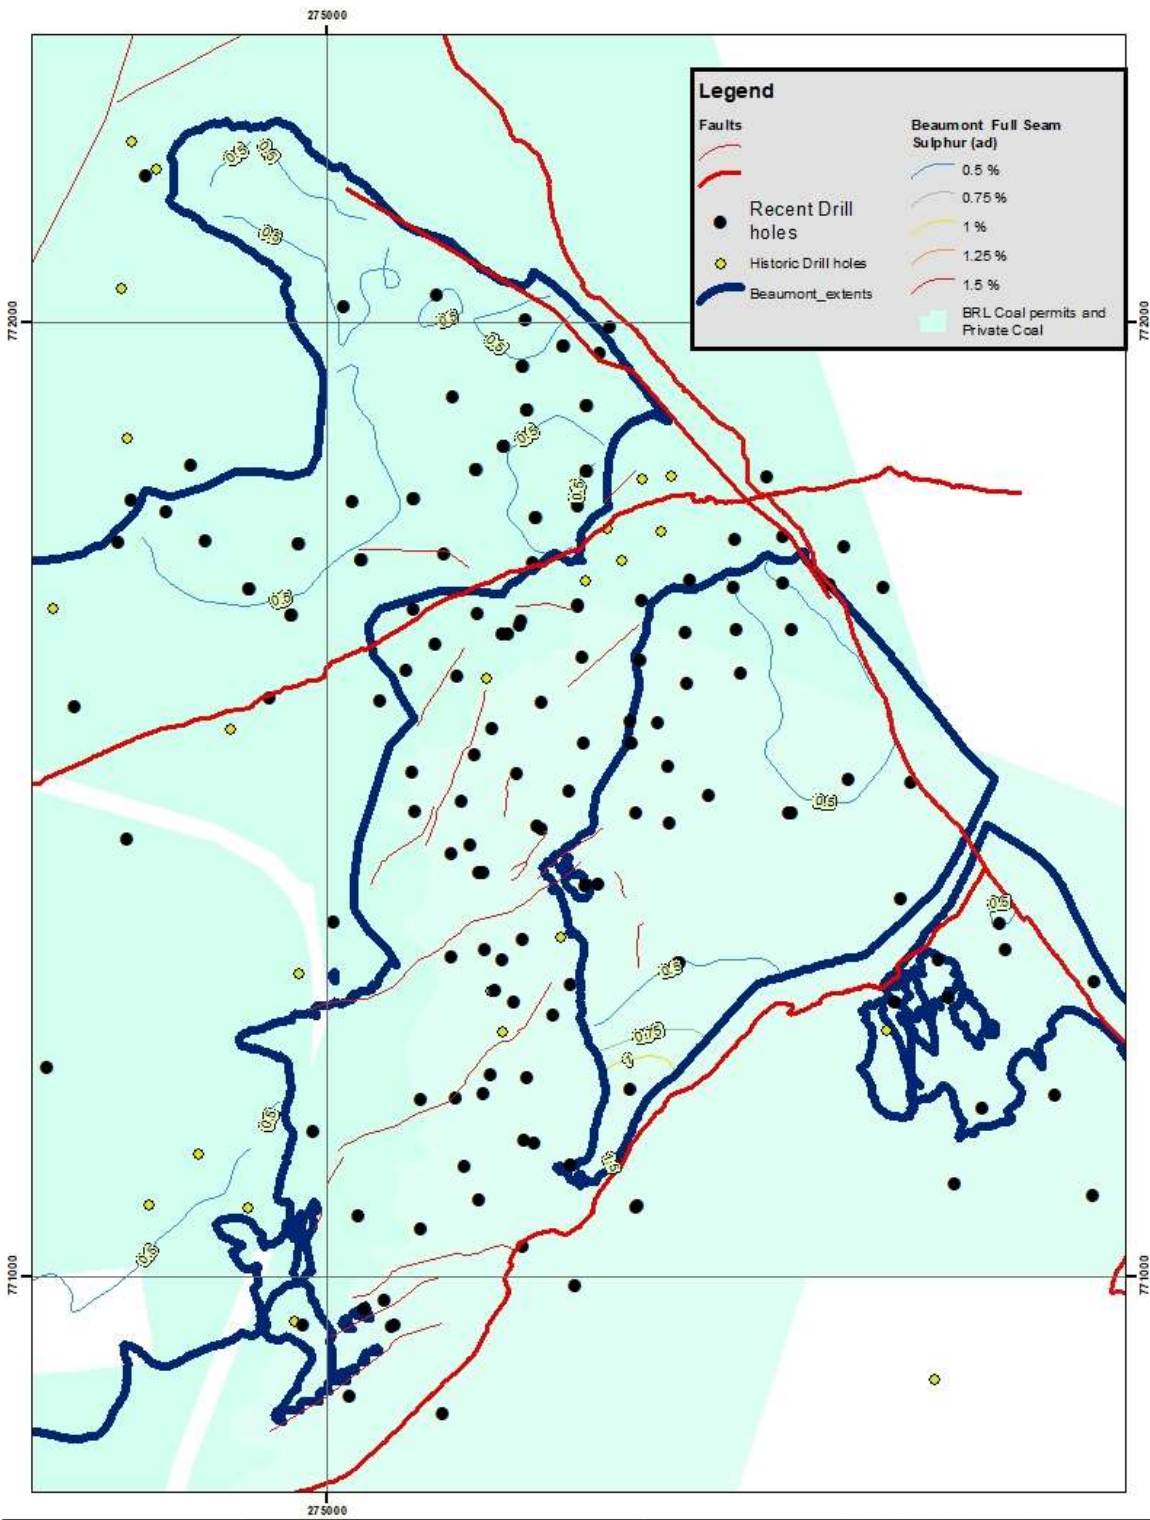 275000
Legend
Faults
Recent Drill
holes
Historic Drill holes
Beaumont_extents
Beaumont Full Seam
Sulphur (ad)
0.5 %
0.75 %
1 %
1.25 %
1.5 %
BRL Coal permits and
Private Coal
0.5
0.5
0.5
772000
772000
0.5
0.5
0.5
0.5
0.5
0.5
0.5
0.5
0.75
1
0.5
1.5
0.5
771000
771000
275000